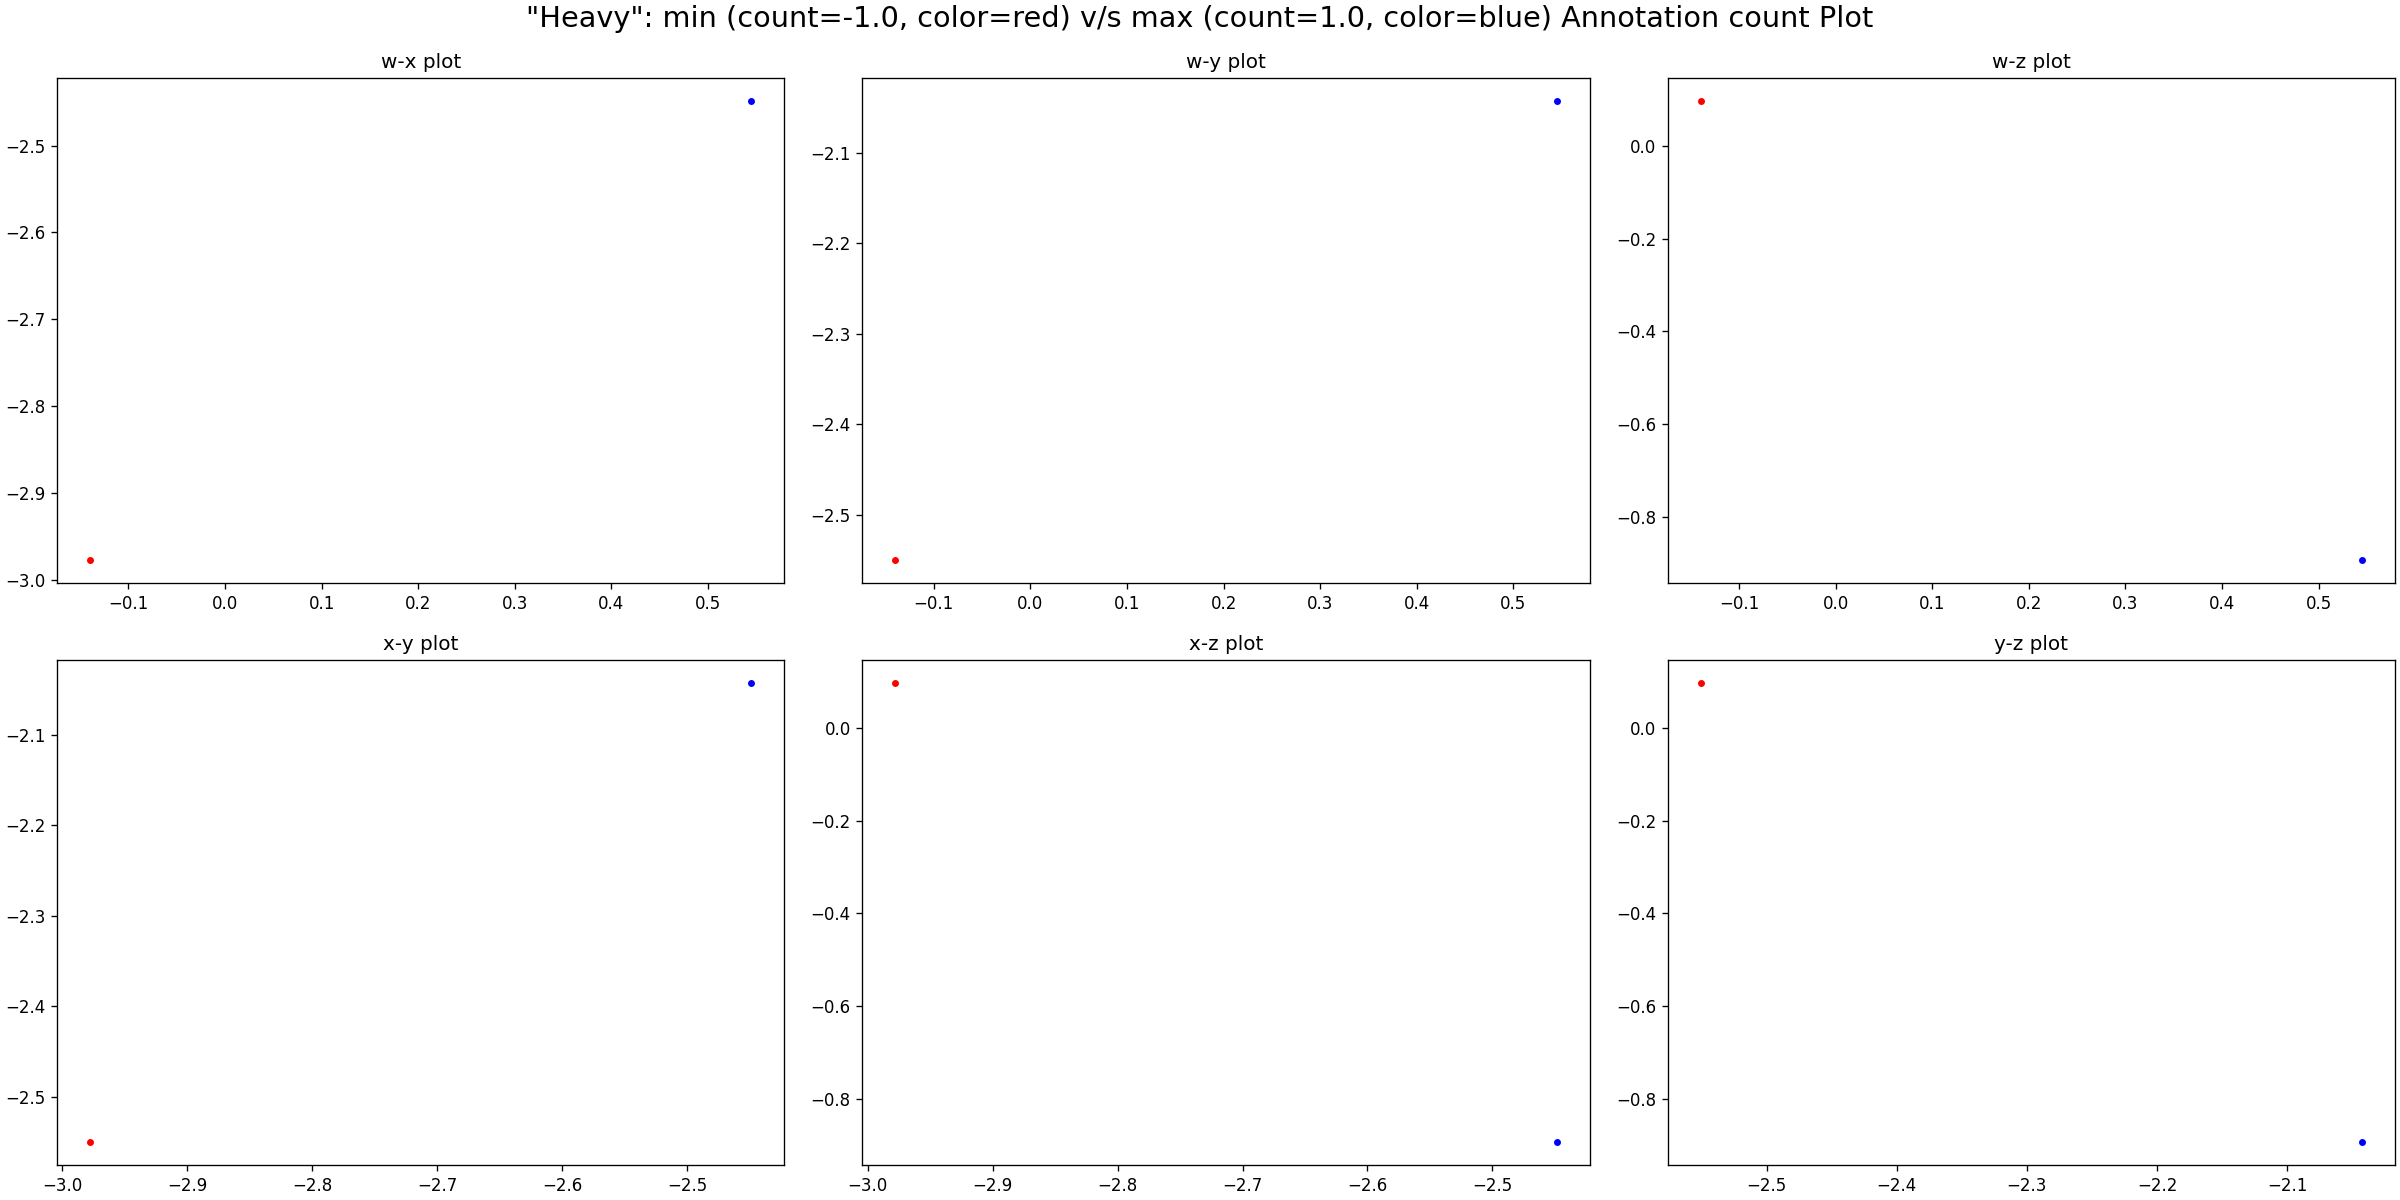 "Heavy": min (count=-1.0, color=red) v/s max (count=1.0, color=blue) Annotation count Plot
w-x plot
−2.5
−2.6
−2.7
−2.8
−2.9
−3.0
−0.1 0.0 0.1 0.2 0.3 0.4 0.5
w-y plot
−2.1
−2.2
−2.3
−2.4
−2.5
−0.1 0.0 0.1 0.2 0.3 0.4 0.5
w-z plot
0.0
−0.2
−0.4
−0.6
−0.8
−0.1 0.0 0.1 0.2 0.3 0.4 0.5
x-y plot
−2.1
−2.2
−2.3
−2.4
−2.5
−3.0 −2.9 −2.8 −2.7 −2.6 −2.5
x-z plot
0.0
−0.2
−0.4
−0.6
−0.8
−3.0 −2.9 −2.8 −2.7 −2.6 −2.5
y-z plot
0.0
−0.2
−0.4
−0.6
−0.8
−2.5 −2.4 −2.3 −2.2 −2.1